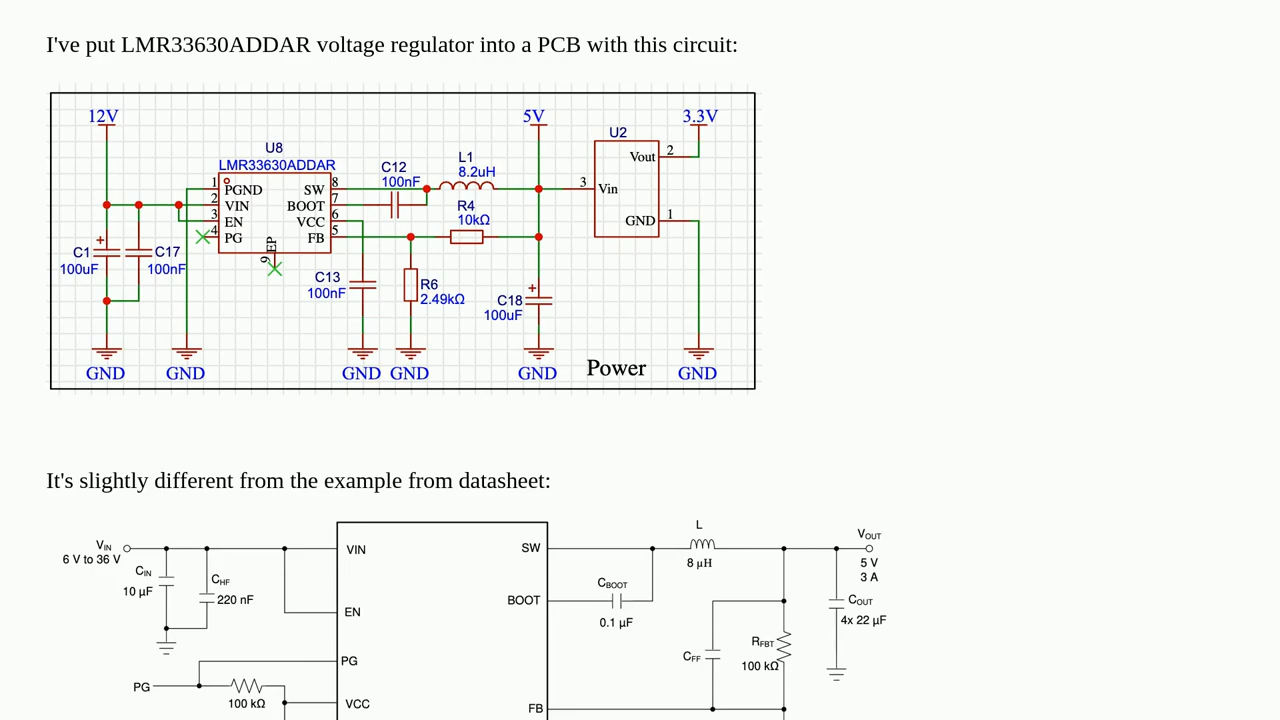 I've put LMR33630ADDAR voltage regulator into a PCB with this circuit:
12V
5V
3.3V
U8
LMR33630ADDAR
U2
C12
100nF
L1
8.2uH
R4
10kΩ
1 PGND
2 VIN
3 EN
4 PG
SW 8
BOOT 7
VCC 6
FB 5
9 EP
Vout 2
3 Vin
GND 1
C1
100uF
C17
100nF
C13
100nF
R6
2.49kΩ
C18
100uF
+
+
Power
GND
GND
GND
GND
GND
GND
It's slightly different from the example from datasheet:
VIN
6 V to 36 V
CIN
10 µF
CHF
220 nF
VIN
EN
PG
VCC
PG
100 kΩ
SW
BOOT
FB
L
8 µH
CBOOT
0.1 µF
CFF
RFBT
100 kΩ
VOUT
5 V
3 A
COUT
4x 22 µF